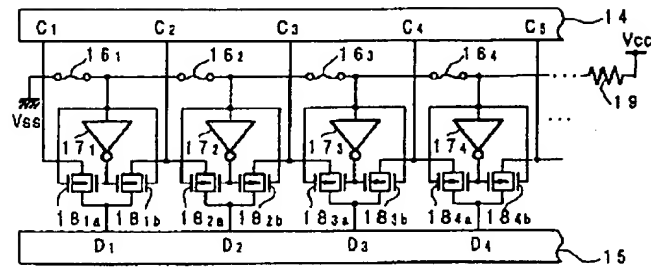 C₁ C₂ C₃ C₄ C₅ 14
16₁ 16₂ 16₃ 16₄ Vcc
Vss 19
17₁ 17₂ 17₃ 17₄
18₁ₐ 18₁b 18₂ₐ 18₂b 18₃ₐ 18₃b 18₄ₐ 18₄b
D₁ D₂ D₃ D₄ 15